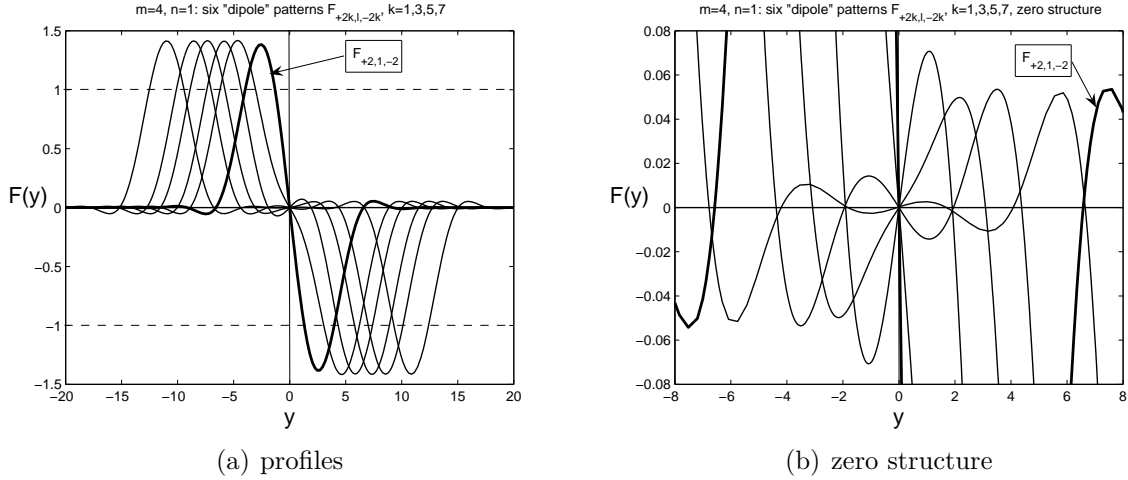 m=4, n=1: six "dipole" patterns F+2k,l,-2k, k=1,3,5,7
1.5
1
0.5
0
−0.5
−1
−1.5
F(y)
F+2,1,−2
−20 −15 −10 −5 0 5 10 15 20
y
(a) profiles
m=4, n=1: six "dipole" patterns F+2k,l,-2k, k=1,3,5,7, zero structure
0.08
0.06
0.04
0.02
0
−0.02
−0.04
−0.06
−0.08
F(y)
F+2,1,−2
−8 −6 −4 −2 0 2 4 6 8
y
(b) zero structure